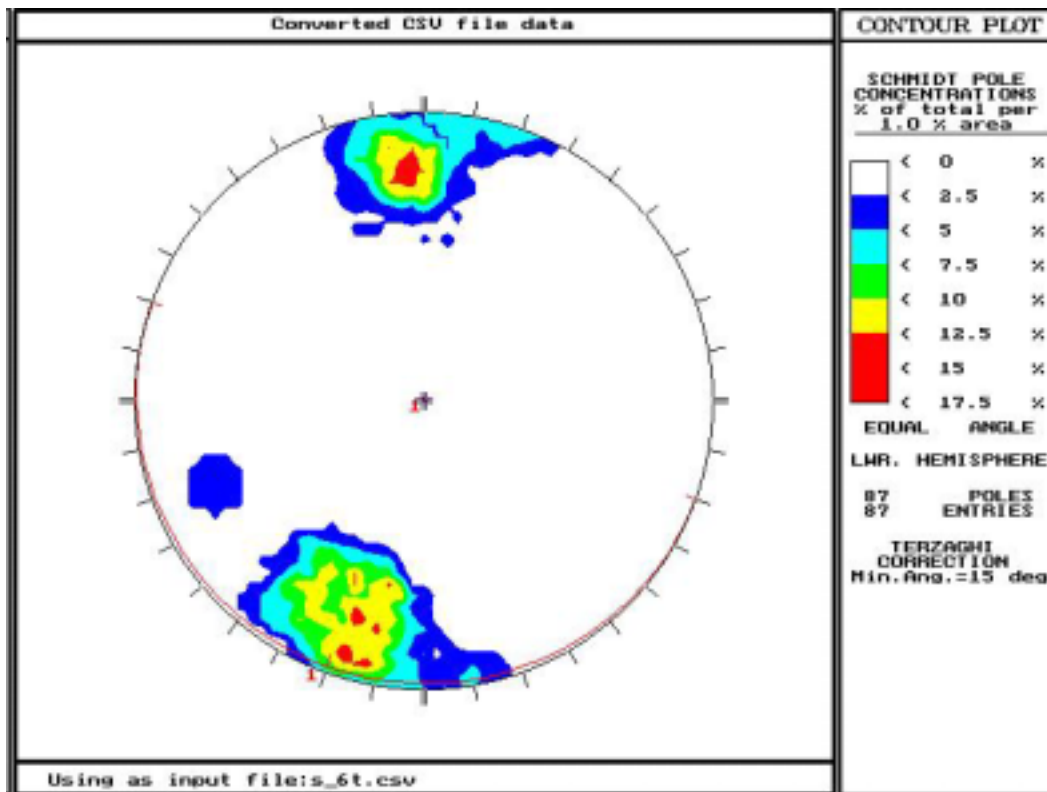 Converted CSV file data
CONTOUR PLOT
SCHMIDT POLE
CONCENTRATIONS
% of total per
1.0 % area
< 0 %
< 2.5 %
< 5 %
< 7.5 %
< 10 %
< 12.5 %
< 15 %
< 17.5 %
EQUAL ANGLE
LWR. HEMISPHERE
87 POLES
87 ENTRIES
TERZAGHI
CORRECTION
Min.Ang.=15 deg
1
1
Using as input file:s_6t.csv